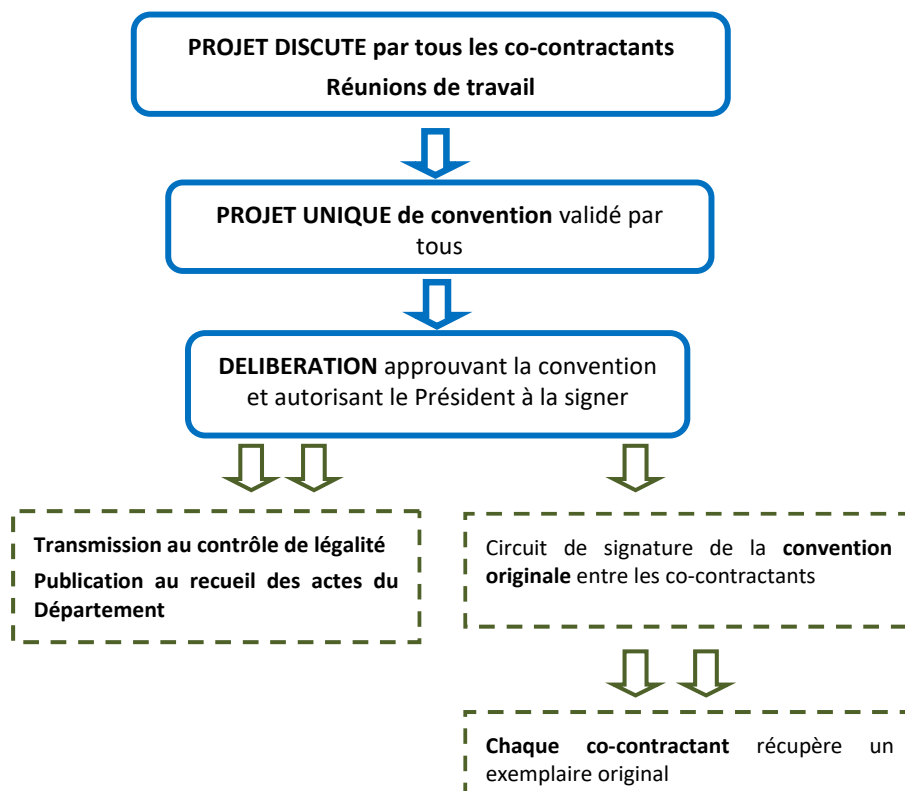 PROJET DISCUTE par tous les co-contractants
Réunions de travail
PROJET UNIQUE de convention validé par
tous
DELIBERATION approuvant la convention
et autorisant le Président à la signer
Transmission au contrôle de légalité
Publication au recueil des actes du
Département
Circuit de signature de la convention
originale entre les co-contractants
Chaque co-contractant récupère un
exemplaire original